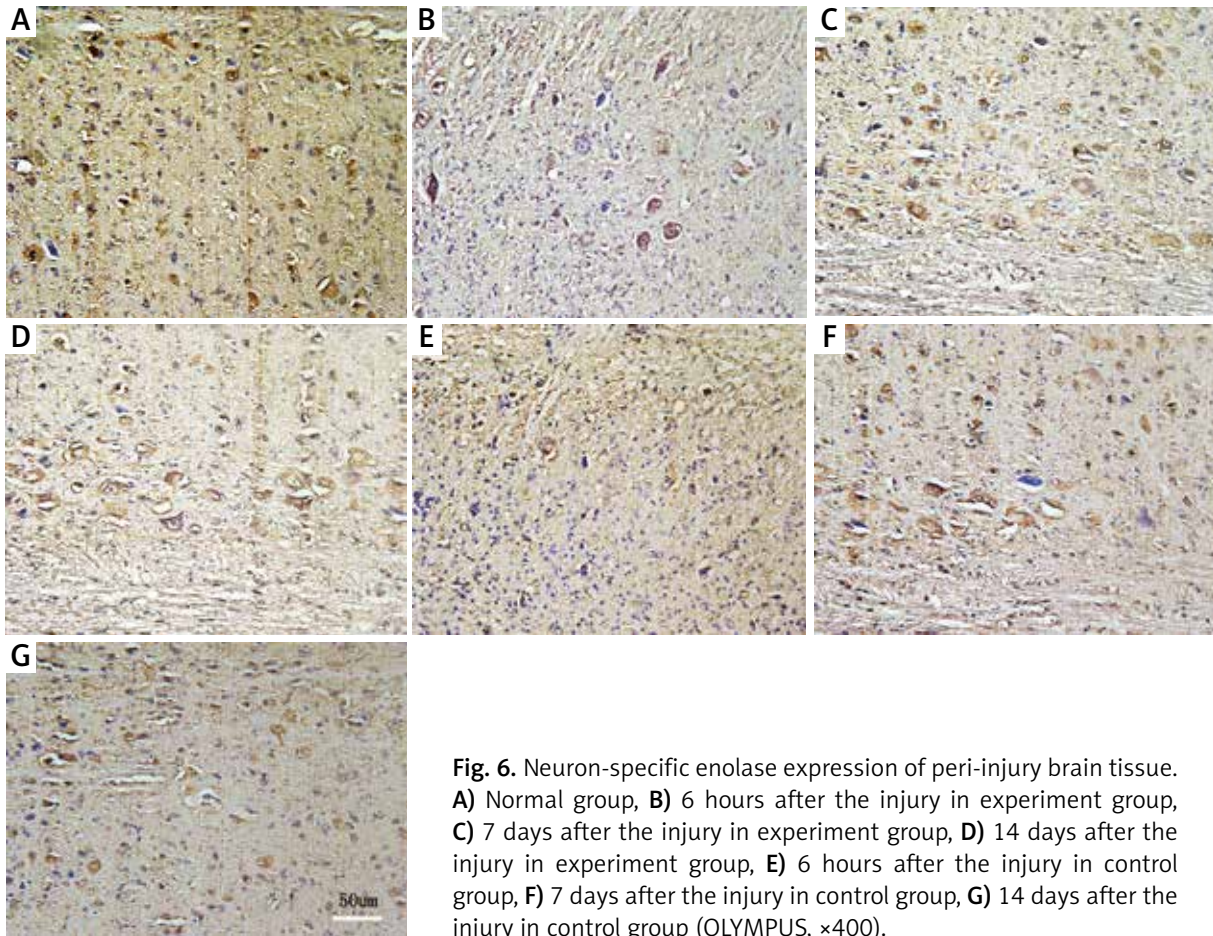 A
B
C
D
E
F
G
50um
Fig. 6. Neuron-specific enolase expression of peri-injury brain tissue.
A) Normal group, B) 6 hours after the injury in experiment group,
C) 7 days after the injury in experiment group, D) 14 days after the
injury in experiment group, E) 6 hours after the injury in control
group, F) 7 days after the injury in control group, G) 14 days after the
injury in control group (OLYMPUS, ×400).